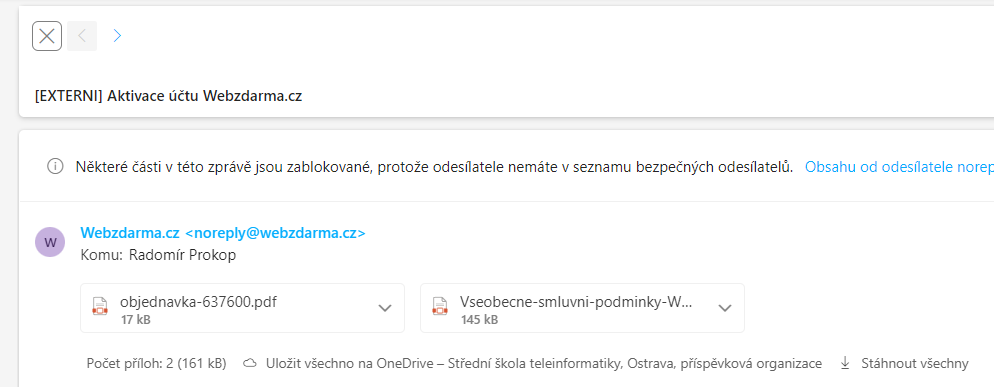 [EXTERNI] Aktivace účtu Webzdarma.cz
Některé části v této zprávě jsou zablokované, protože odesílatele nemáte v seznamu bezpečných odesílatelů. Obsahu od odesílatele norep
W
Webzdarma.cz <noreply@webzdarma.cz>
Komu: Radomír Prokop
objednavka-637600.pdf
17 kB
Vseobecne-smluvni-podminky-W...
145 kB
Počet příloh: 2 (161 kB) Uložit všechno na OneDrive – Střední škola teleinformatiky, Ostrava, příspěvková organizace Stáhnout všechny